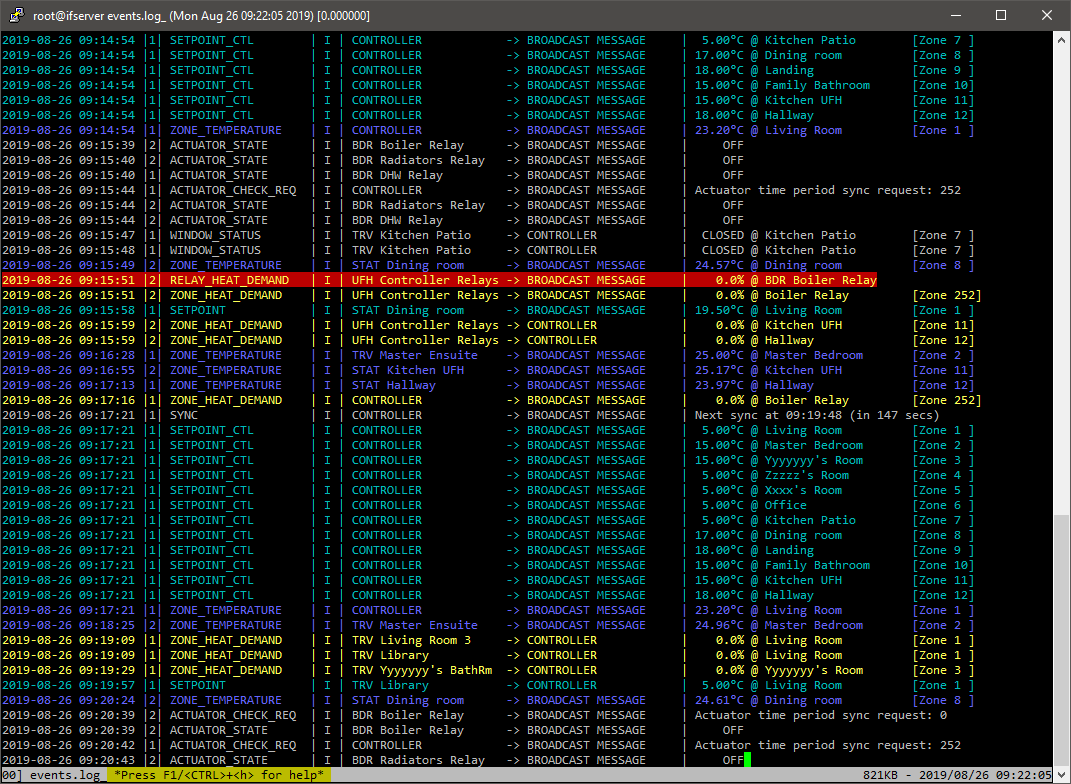 root@ifserver events.log_ (Mon Aug 26 09:22:05 2019) [0.000000]
2019-08-26 09:14:54 |1| SETPOINT_CTL | I | CONTROLLER -> BROADCAST MESSAGE | 5.00°C @ Kitchen Patio [Zone 7 ]
2019-08-26 09:14:54 |1| SETPOINT_CTL | I | CONTROLLER -> BROADCAST MESSAGE | 17.00°C @ Dining room [Zone 8 ]
2019-08-26 09:14:54 |1| SETPOINT_CTL | I | CONTROLLER -> BROADCAST MESSAGE | 18.00°C @ Landing [Zone 9 ]
2019-08-26 09:14:54 |1| SETPOINT_CTL | I | CONTROLLER -> BROADCAST MESSAGE | 15.00°C @ Family Bathroom [Zone 10]
2019-08-26 09:14:54 |1| SETPOINT_CTL | I | CONTROLLER -> BROADCAST MESSAGE | 15.00°C @ Kitchen UFH [Zone 11]
2019-08-26 09:14:54 |1| SETPOINT_CTL | I | CONTROLLER -> BROADCAST MESSAGE | 18.00°C @ Hallway [Zone 12]
2019-08-26 09:14:54 |1| ZONE_TEMPERATURE | I | CONTROLLER -> BROADCAST MESSAGE | 23.20°C @ Living Room [Zone 1 ]
2019-08-26 09:15:39 |2| ACTUATOR_STATE | I | BDR Boiler Relay -> BROADCAST MESSAGE | OFF
2019-08-26 09:15:40 |2| ACTUATOR_STATE | I | BDR Radiators Relay -> BROADCAST MESSAGE | OFF
2019-08-26 09:15:40 |2| ACTUATOR_STATE | I | BDR DHW Relay -> BROADCAST MESSAGE | OFF
2019-08-26 09:15:44 |2| ACTUATOR_CHECK_REQ | I | CONTROLLER -> BROADCAST MESSAGE | Actuator time period sync request: 252
2019-08-26 09:15:44 |2| ACTUATOR_STATE | I | BDR Radiators Relay -> BROADCAST MESSAGE | OFF
2019-08-26 09:15:44 |2| ACTUATOR_STATE | I | BDR DHW Relay -> BROADCAST MESSAGE | OFF
2019-08-26 09:15:47 |1| WINDOW_STATUS | I | TRV Kitchen Patio -> CONTROLLER | CLOSED @ Kitchen Patio [Zone 7 ]
2019-08-26 09:15:48 |1| WINDOW_STATUS | I | TRV Kitchen Patio -> CONTROLLER | CLOSED @ Kitchen Patio [Zone 7 ]
2019-08-26 09:15:49 |2| ZONE_TEMPERATURE | I | STAT Dining room -> BROADCAST MESSAGE | 24.57°C @ Dining room [Zone 8 ]
2019-08-26 09:15:51 |2| RELAY_HEAT_DEMAND | I | UFH Controller Relays -> BROADCAST MESSAGE | 0.0% @ BDR Boiler Relay
2019-08-26 09:15:51 |2| ZONE_HEAT_DEMAND | I | UFH Controller Relays -> BROADCAST MESSAGE | 0.0% @ Boiler Relay [Zone 252]
2019-08-26 09:15:58 |1| SETPOINT | I | STAT Dining room -> BROADCAST MESSAGE | 19.50°C @ Living Room [Zone 1 ]
2019-08-26 09:15:59 |2| ZONE_HEAT_DEMAND | I | UFH Controller Relays -> CONTROLLER | 0.0% @ Kitchen UFH [Zone 11]
2019-08-26 09:15:59 |2| ZONE_HEAT_DEMAND | I | UFH Controller Relays -> CONTROLLER | 0.0% @ Hallway [Zone 12]
2019-08-26 09:16:28 |1| ZONE_TEMPERATURE | I | TRV Master Ensuite -> BROADCAST MESSAGE | 25.00°C @ Master Bedroom [Zone 2 ]
2019-08-26 09:16:55 |2| ZONE_TEMPERATURE | I | STAT Kitchen UFH -> BROADCAST MESSAGE | 25.17°C @ Kitchen UFH [Zone 11]
2019-08-26 09:17:13 |1| ZONE_TEMPERATURE | I | STAT Hallway -> BROADCAST MESSAGE | 23.97°C @ Hallway [Zone 12]
2019-08-26 09:17:16 |1| ZONE_HEAT_DEMAND | I | CONTROLLER -> BROADCAST MESSAGE | 0.0% @ Boiler Relay [Zone 252]
2019-08-26 09:17:21 |1| SYNC | I | CONTROLLER -> BROADCAST MESSAGE | Next sync at 09:19:48 (in 147 secs)
2019-08-26 09:17:21 |1| SETPOINT_CTL | I | CONTROLLER -> BROADCAST MESSAGE | 5.00°C @ Living Room [Zone 1 ]
2019-08-26 09:17:21 |1| SETPOINT_CTL | I | CONTROLLER -> BROADCAST MESSAGE | 15.00°C @ Master Bedroom [Zone 2 ]
2019-08-26 09:17:21 |1| SETPOINT_CTL | I | CONTROLLER -> BROADCAST MESSAGE | 15.00°C @ Yyyyyyy's Room [Zone 3 ]
2019-08-26 09:17:21 |1| SETPOINT_CTL | I | CONTROLLER -> BROADCAST MESSAGE | 5.00°C @ Zzzzz's Room [Zone 4 ]
2019-08-26 09:17:21 |1| SETPOINT_CTL | I | CONTROLLER -> BROADCAST MESSAGE | 5.00°C @ Xxxx's Room [Zone 5 ]
2019-08-26 09:17:21 |1| SETPOINT_CTL | I | CONTROLLER -> BROADCAST MESSAGE | 5.00°C @ Office [Zone 6 ]
2019-08-26 09:17:21 |1| SETPOINT_CTL | I | CONTROLLER -> BROADCAST MESSAGE | 5.00°C @ Kitchen Patio [Zone 7 ]
2019-08-26 09:17:21 |1| SETPOINT_CTL | I | CONTROLLER -> BROADCAST MESSAGE | 17.00°C @ Dining room [Zone 8 ]
2019-08-26 09:17:21 |1| SETPOINT_CTL | I | CONTROLLER -> BROADCAST MESSAGE | 18.00°C @ Landing [Zone 9 ]
2019-08-26 09:17:21 |1| SETPOINT_CTL | I | CONTROLLER -> BROADCAST MESSAGE | 15.00°C @ Family Bathroom [Zone 10]
2019-08-26 09:17:21 |1| SETPOINT_CTL | I | CONTROLLER -> BROADCAST MESSAGE | 15.00°C @ Kitchen UFH [Zone 11]
2019-08-26 09:17:21 |1| SETPOINT_CTL | I | CONTROLLER -> BROADCAST MESSAGE | 18.00°C @ Hallway [Zone 12]
2019-08-26 09:17:21 |1| ZONE_TEMPERATURE | I | CONTROLLER -> BROADCAST MESSAGE | 23.20°C @ Living Room [Zone 1 ]
2019-08-26 09:18:25 |2| ZONE_TEMPERATURE | I | TRV Master Ensuite -> BROADCAST MESSAGE | 24.96°C @ Master Bedroom [Zone 2 ]
2019-08-26 09:19:09 |1| ZONE_HEAT_DEMAND | I | TRV Living Room 3 -> CONTROLLER | 0.0% @ Living Room [Zone 1 ]
2019-08-26 09:19:09 |1| ZONE_HEAT_DEMAND | I | TRV Library -> CONTROLLER | 0.0% @ Living Room [Zone 1 ]
2019-08-26 09:19:29 |1| ZONE_HEAT_DEMAND | I | TRV Yyyyyyy's BathRm -> CONTROLLER | 0.0% @ Yyyyyyy's Room [Zone 3 ]
2019-08-26 09:19:57 |1| SETPOINT | I | TRV Library -> CONTROLLER | 5.00°C @ Living Room [Zone 1 ]
2019-08-26 09:20:24 |2| ZONE_TEMPERATURE | I | STAT Dining room -> BROADCAST MESSAGE | 24.61°C @ Dining room [Zone 8 ]
2019-08-26 09:20:39 |2| ACTUATOR_CHECK_REQ | I | BDR Boiler Relay -> BROADCAST MESSAGE | Actuator time period sync request: 0
2019-08-26 09:20:39 |2| ACTUATOR_STATE | I | BDR Boiler Relay -> BROADCAST MESSAGE | OFF
2019-08-26 09:20:42 |1| ACTUATOR_CHECK_REQ | I | CONTROLLER -> BROADCAST MESSAGE | Actuator time period sync request: 252
2019-08-26 09:20:43 |2| ACTUATOR_STATE | I | BDR Boiler Relay -> BROADCAST MESSAGE | OFF
00] events.log_ *Press F1/<CTRL>+<h> for help* 821KB - 2019/08/26 09:22:05